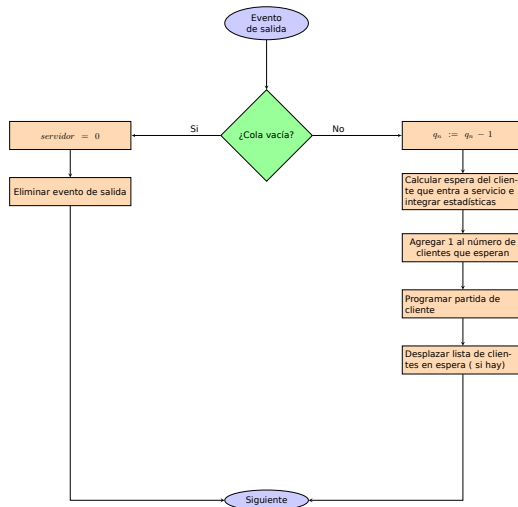 Evento
de salida
¿Cola vacía?
Si
No
servidor = 0
Eliminar evento de salida
qₙ := qₙ − 1
Calcular espera del clien-
te que entra a servicio e
integrar estadísticas
Agregar 1 al número de
clientes que esperan
Programar partida de
cliente
Desplazar lista de clien-
tes en espera ( si hay)
Siguiente